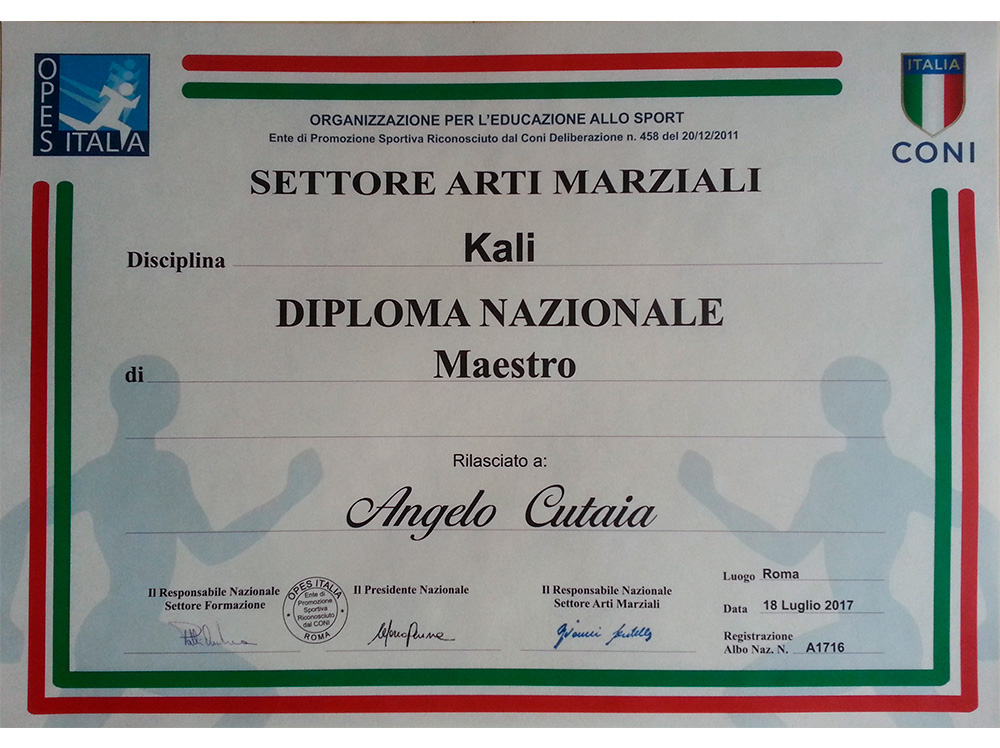 OPES ITALIA
ITALIA
CONI
ORGANIZZAZIONE PER L'EDUCAZIONE ALLO SPORT
Ente di Promozione Sportiva Riconosciuto dal Coni Deliberazione n. 458 del 20/12/2011
SETTORE ARTI MARZIALI
Disciplina Kali
DIPLOMA NAZIONALE
di Maestro
Rilasciato a:
Angelo Cutaia
Il Responsabile Nazionale
Settore Formazione
OPES ITALIA
Ente di
Promozione
Sportiva
Riconosciuto
dal CONI
ROMA
Il Presidente Nazionale
Il Responsabile Nazionale
Settore Arti Marziali
Luogo Roma
Data 18 Luglio 2017
Registrazione
Albo Naz. N. A1716